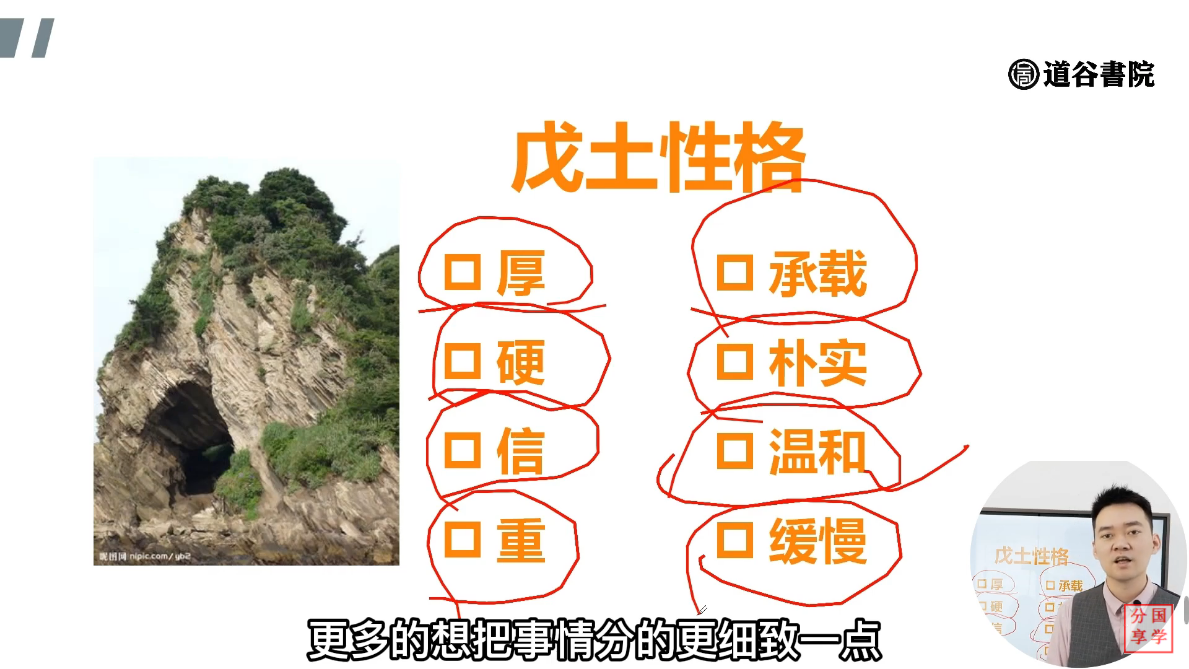 道谷書院
戊土性格
厚
承载
硬
朴实
信
温和
重
缓慢
昵图网 nipic.com/yb2
戊土性格
厚
承载
硬
国学
分享
更多的想把事情分的更细致一点